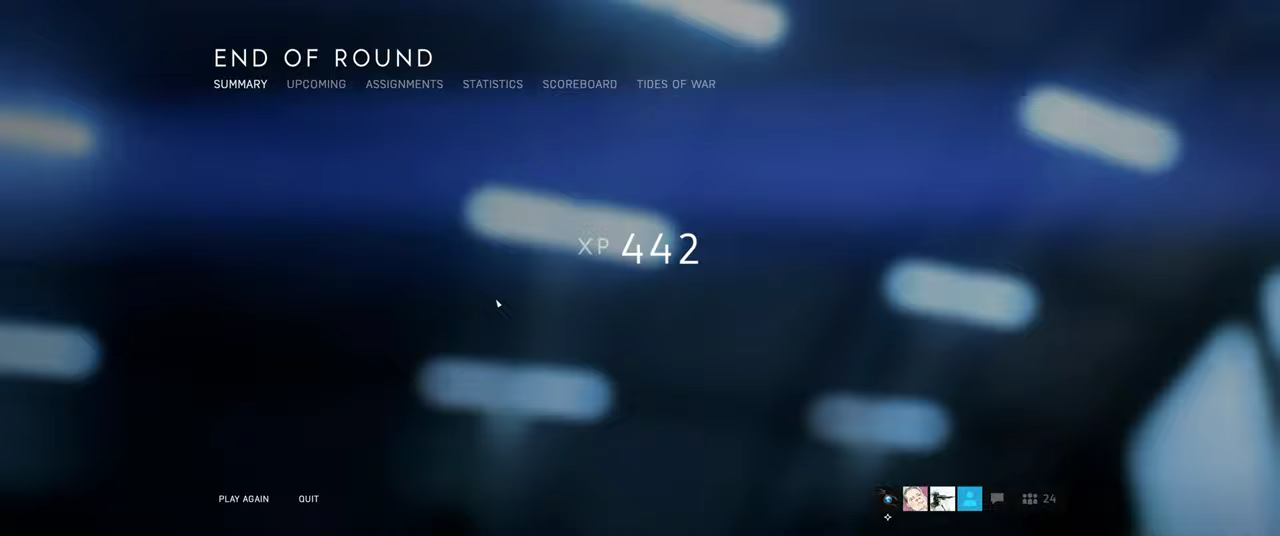 END OF ROUND
SUMMARY UPCOMING ASSIGNMENTS STATISTICS SCOREBOARD TIDES OF WAR
XP 442
PLAY AGAIN QUIT 24